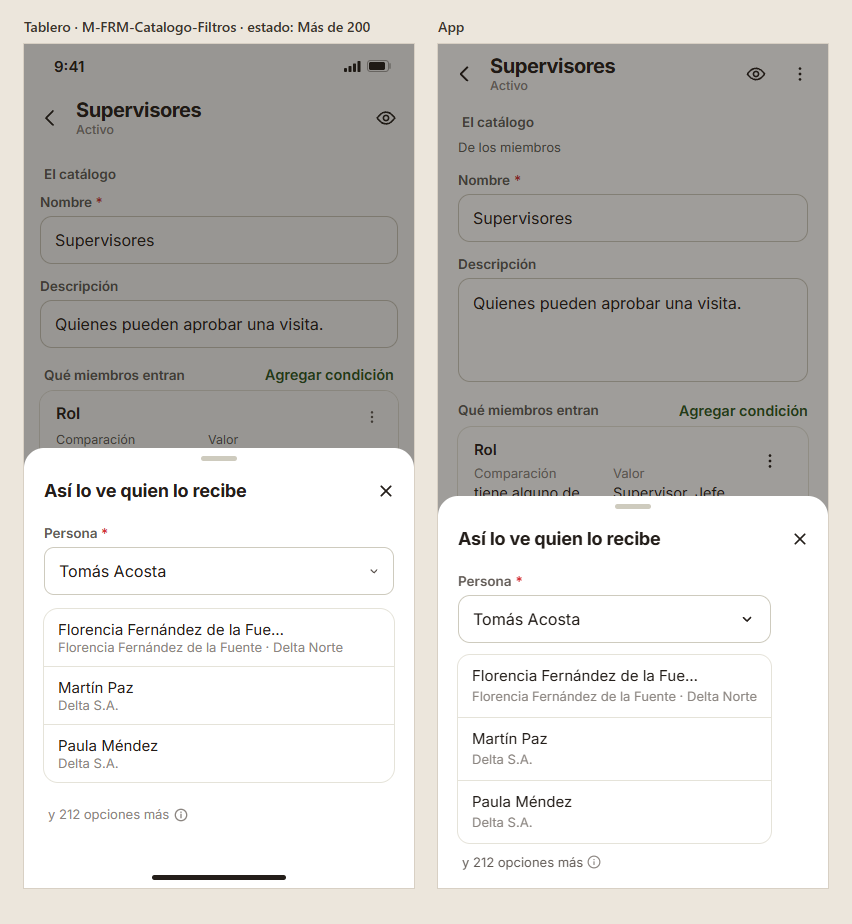 Tablero · M-FRM-Catalogo-Filtros · estado: Más de 200
9:41
Supervisores
Activo
El catálogo
Nombre *
Supervisores
Descripción
Quienes pueden aprobar una visita.
Qué miembros entran
Agregar condición
Rol
Comparación
Valor
Así lo ve quien lo recibe
Persona *
Tomás Acosta
Florencia Fernández de la Fue...
Florencia Fernández de la Fuente · Delta Norte
Martín Paz
Delta S.A.
Paula Méndez
Delta S.A.
y 212 opciones más
App
Supervisores
Activo
El catálogo
De los miembros
Nombre *
Supervisores
Descripción
Quienes pueden aprobar una visita.
Qué miembros entran
Agregar condición
Rol
Comparación
Valor
tiene alguno de
Supervisor, Jefe
Así lo ve quien lo recibe
Persona *
Tomás Acosta
Florencia Fernández de la Fue...
Florencia Fernández de la Fuente · Delta Norte
Martín Paz
Delta S.A.
Paula Méndez
Delta S.A.
y 212 opciones más